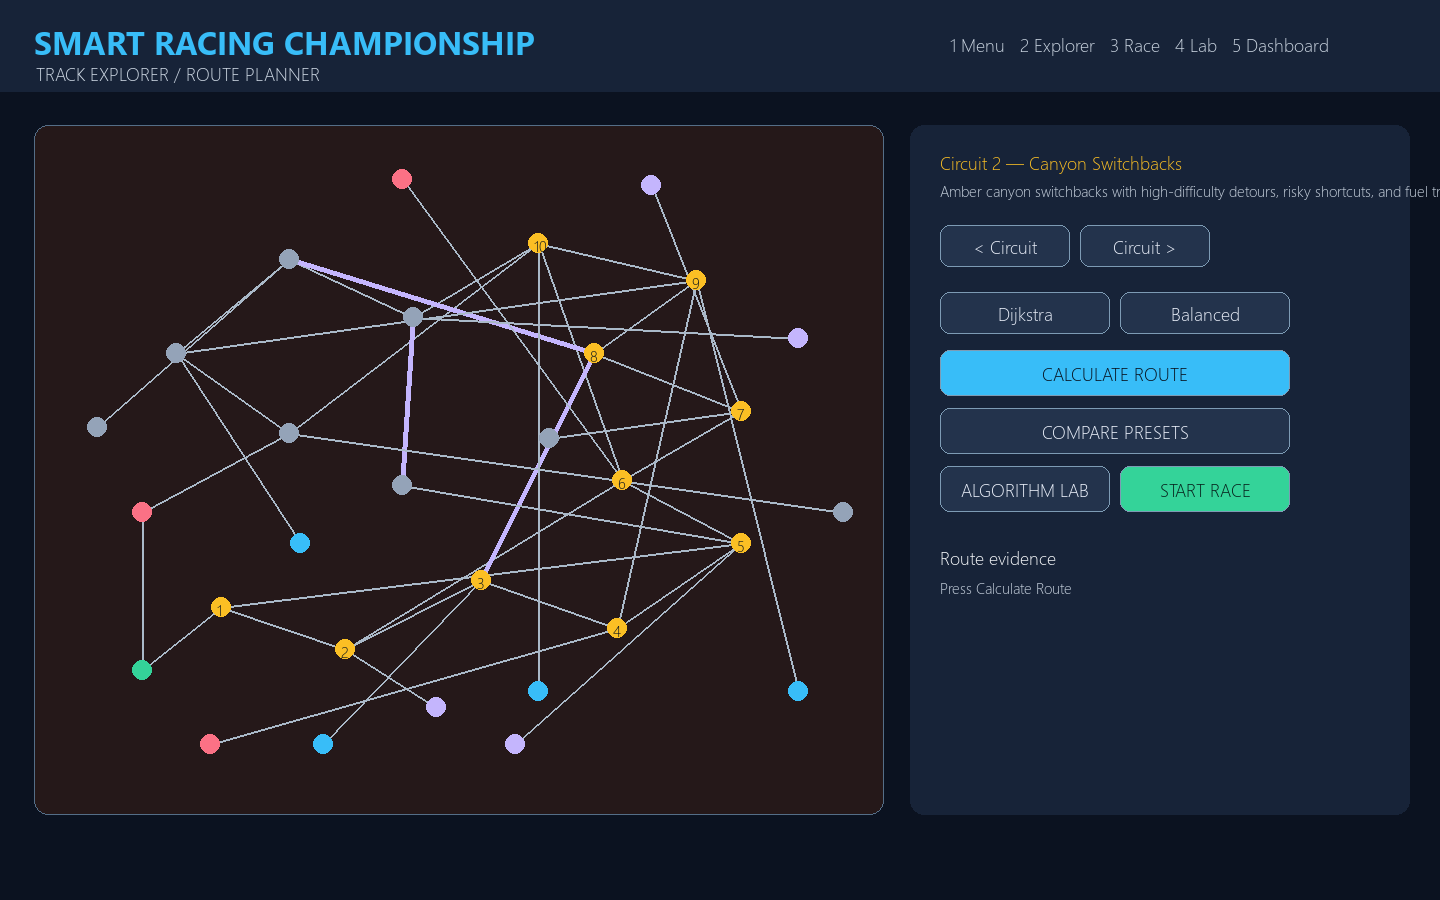 SMART RACING CHAMPIONSHIP
TRACK EXPLORER / ROUTE PLANNER
1 Menu 2 Explorer 3 Race 4 Lab 5 Dashboard
10
9
8
7
6
5
3
1
4
2
Circuit 2 — Canyon Switchbacks
Amber canyon switchbacks with high-difficulty detours, risky shortcuts, and fuel
< Circuit Circuit >
Dijkstra Balanced
CALCULATE ROUTE
COMPARE PRESETS
ALGORITHM LAB START RACE
Route evidence
Press Calculate Route